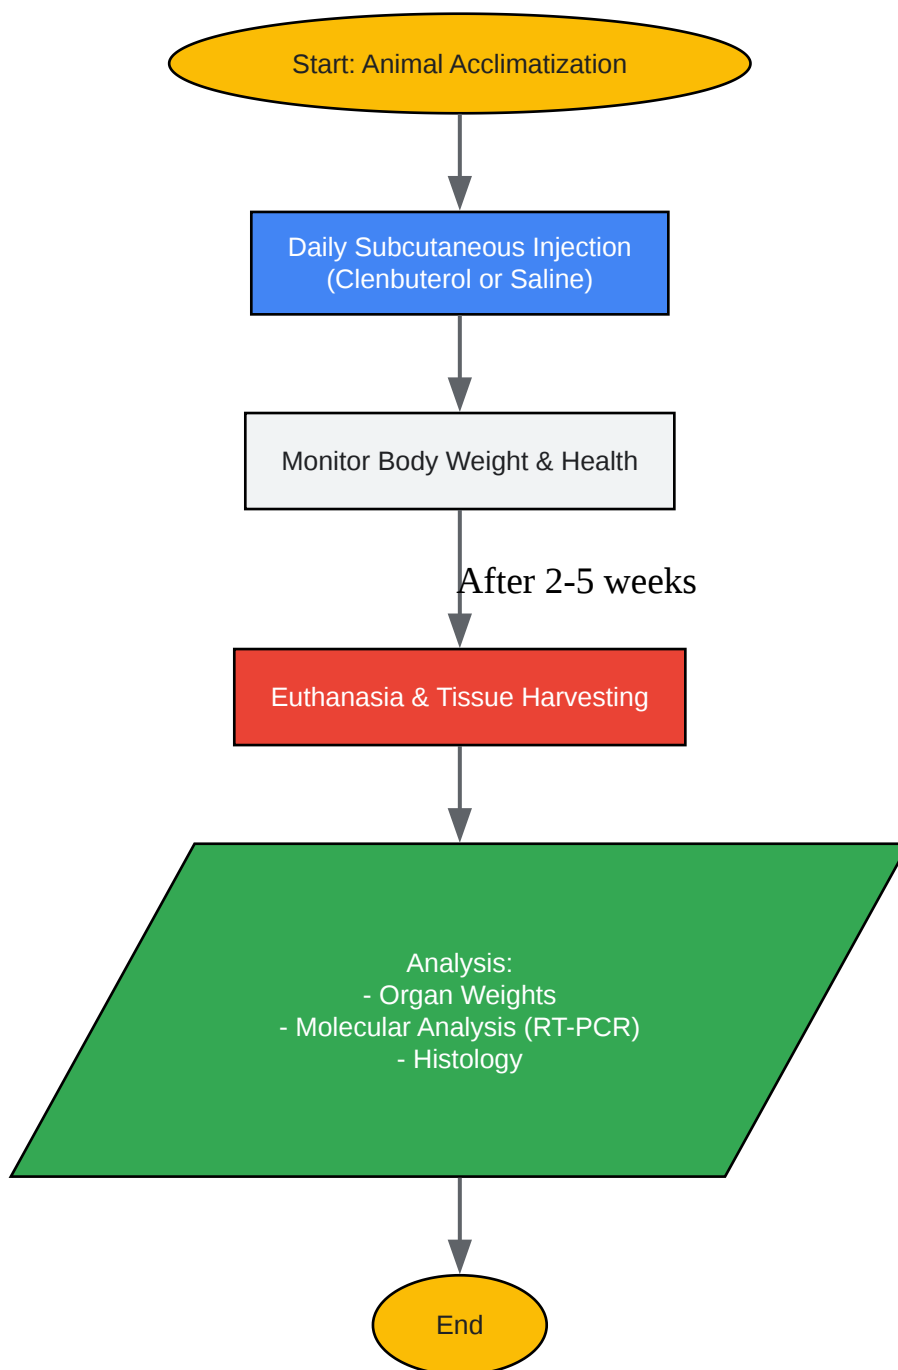 Start: Animal Acclimatization
Daily Subcutaneous Injection
(Clenbuterol or Saline)
Monitor Body Weight & Health
After 2-5 weeks
Euthanasia & Tissue Harvesting
Analysis:
- Organ Weights
- Molecular Analysis (RT-PCR)
- Histology
End